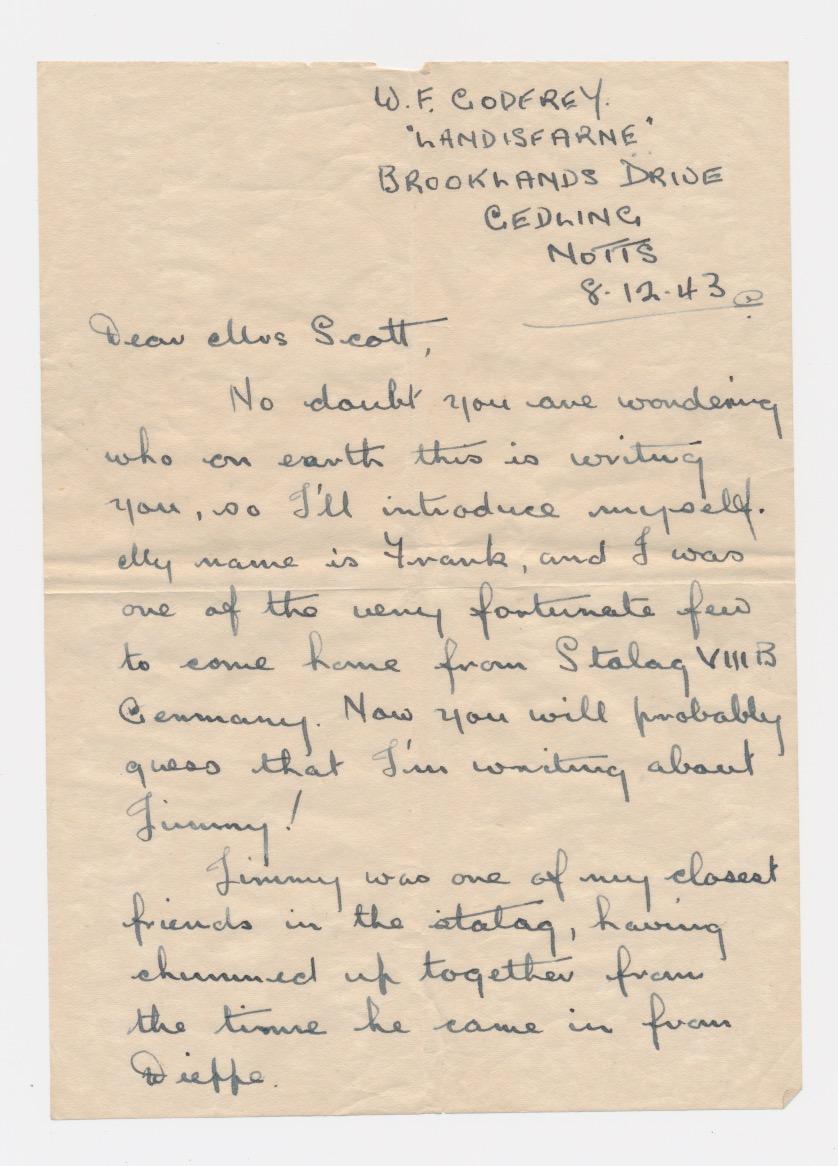 W. F. GODFREY.
"LANDISFARNE"
BROOKLANDS DRIVE
GEDLING
NOTTS
8.12.43
Dear Mrs Scott,
No doubt you are wondering
who on earth this is writing
you, so I'll introduce myself.
My name is Frank, and I was
one of the very fortunate few
to come home from Stalag VIII B
Germany. Now you will probably
guess that I'm writing about
Jimmy!
Jimmy was one of my closest
friends in the stalag, having
chummed up together from
the time he came in from
Dieppe.